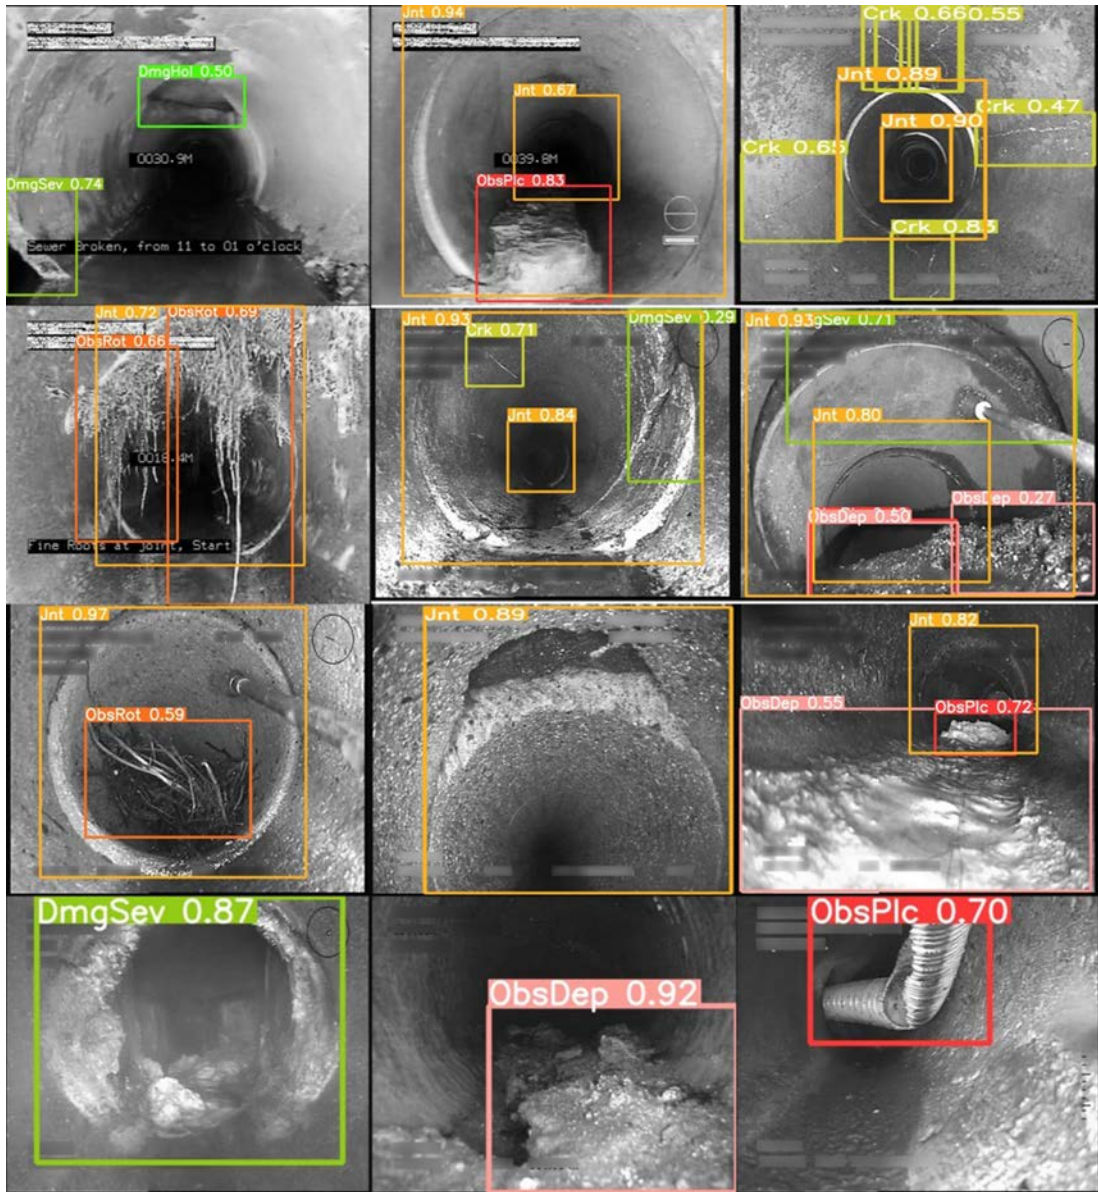 DmgHol 0.50
0030.9M
DmgSev 0.74
Sewer Broken, from 11 to 01 o'clock
Jnt 0.94
Jnt 0.67
0039.8M
ObsPlc 0.83
Crk 0.660.55
Jnt 0.89
Crk 0.47
Jnt 0.90
Crk 0.65
Crk 0.83
Jnt 0.72
ObsRot 0.69
ObsRot 0.66
0018.4M
Fine Roots at joint, Start
Jnt 0.93
DmgSev 0.29
Crk 0.71
Jnt 0.84
Jnt 0.93
gSev 0.71
Jnt 0.80
ObsDep 0.27
ObsDep 0.50
Jnt 0.97
ObsRot 0.59
Jnt 0.89
Jnt 0.82
ObsDep 0.55
ObsPlc 0.72
DmgSev 0.87
ObsDep 0.92
ObsPlc 0.70